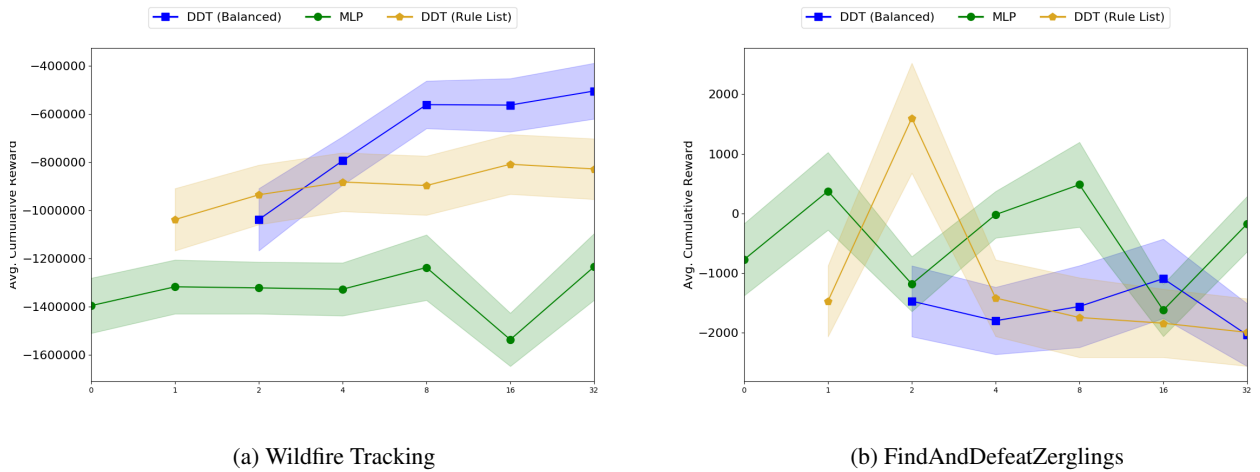 DDT (Balanced) MLP DDT (Rule List)
−400000
−600000
−800000
−1000000
−1200000
−1400000
−1600000
Avg. Cumulative Reward
0 1 2 4 8 16 32
(a) Wildfire Tracking
DDT (Balanced) MLP DDT (Rule List)
2000
1000
0
−1000
−2000
Avg. Cumulative Reward
0 1 2 4 8 16 32
(b) FindAndDefeatZerglings